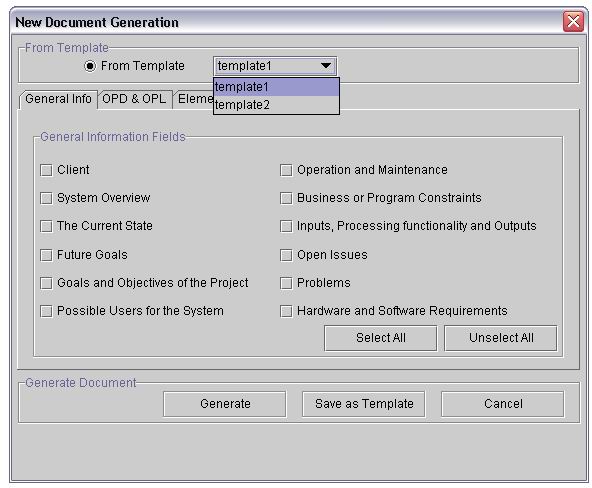 New Document Generation
From Template
From Template template1
template1
template2
General Info OPD & OPL Eleme
General Information Fields
Client Operation and Maintenance
System Overview Business or Program Constraints
The Current State Inputs, Processing functionality and Outputs
Future Goals Open Issues
Goals and Objectives of the Project Problems
Possible Users for the System Hardware and Software Requirements
Select All Unselect All
Generate Document
Generate Save as Template Cancel